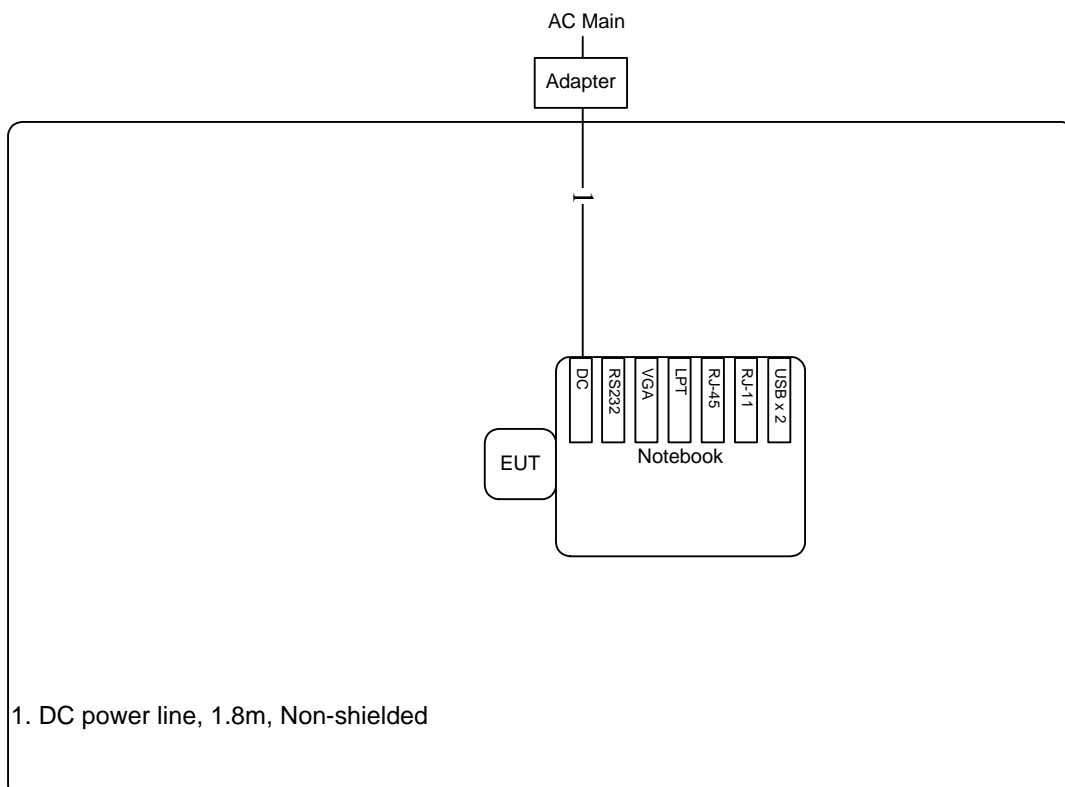 AC Main
Adapter
1
DC
RS232
VGA
LPT
RJ-45
RJ-11
USB x 2
EUT
Notebook
1. DC power line, 1.8m, Non-shielded